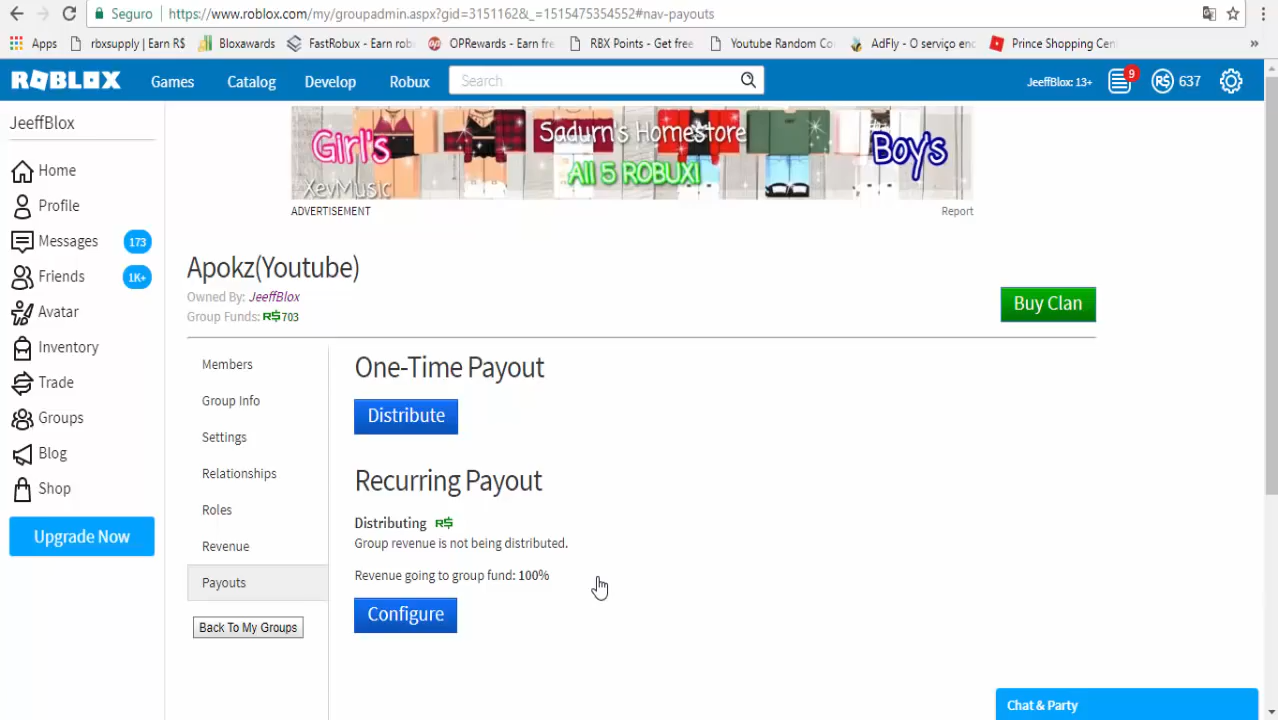 Seguro https://www.roblox.com/my/groupadmin.aspx?gid=3151162&_=1515475354552#nav-payouts
Apps rbxsupply | Earn R$ Bloxawards FastRobux - Earn rob OPRewards - Earn fre RBX Points - Get free Youtube Random Co AdFly - O serviço enc Prince Shopping Cen »
ROBLOX Games Catalog Develop Robux Search JeeffBlox: 13+ 9 R$ 637
JeeffBlox
Home
Profile
Messages 173
Friends 1K+
Avatar
Inventory
Trade
Groups
Blog
Shop
Upgrade Now
Girl's Sadurn's Homestore Boy's
All 5 ROBUX!
XevMusic
ADVERTISEMENT Report
Apokz(Youtube)
Owned By: JeeffBlox
Group Funds: R$703
Buy Clan
Members
Group Info
Settings
Relationships
Roles
Revenue
Payouts
Back To My Groups
One-Time Payout
Distribute
Recurring Payout
Distributing R$
Group revenue is not being distributed.
Revenue going to group fund: 100%
Configure
Chat & Party